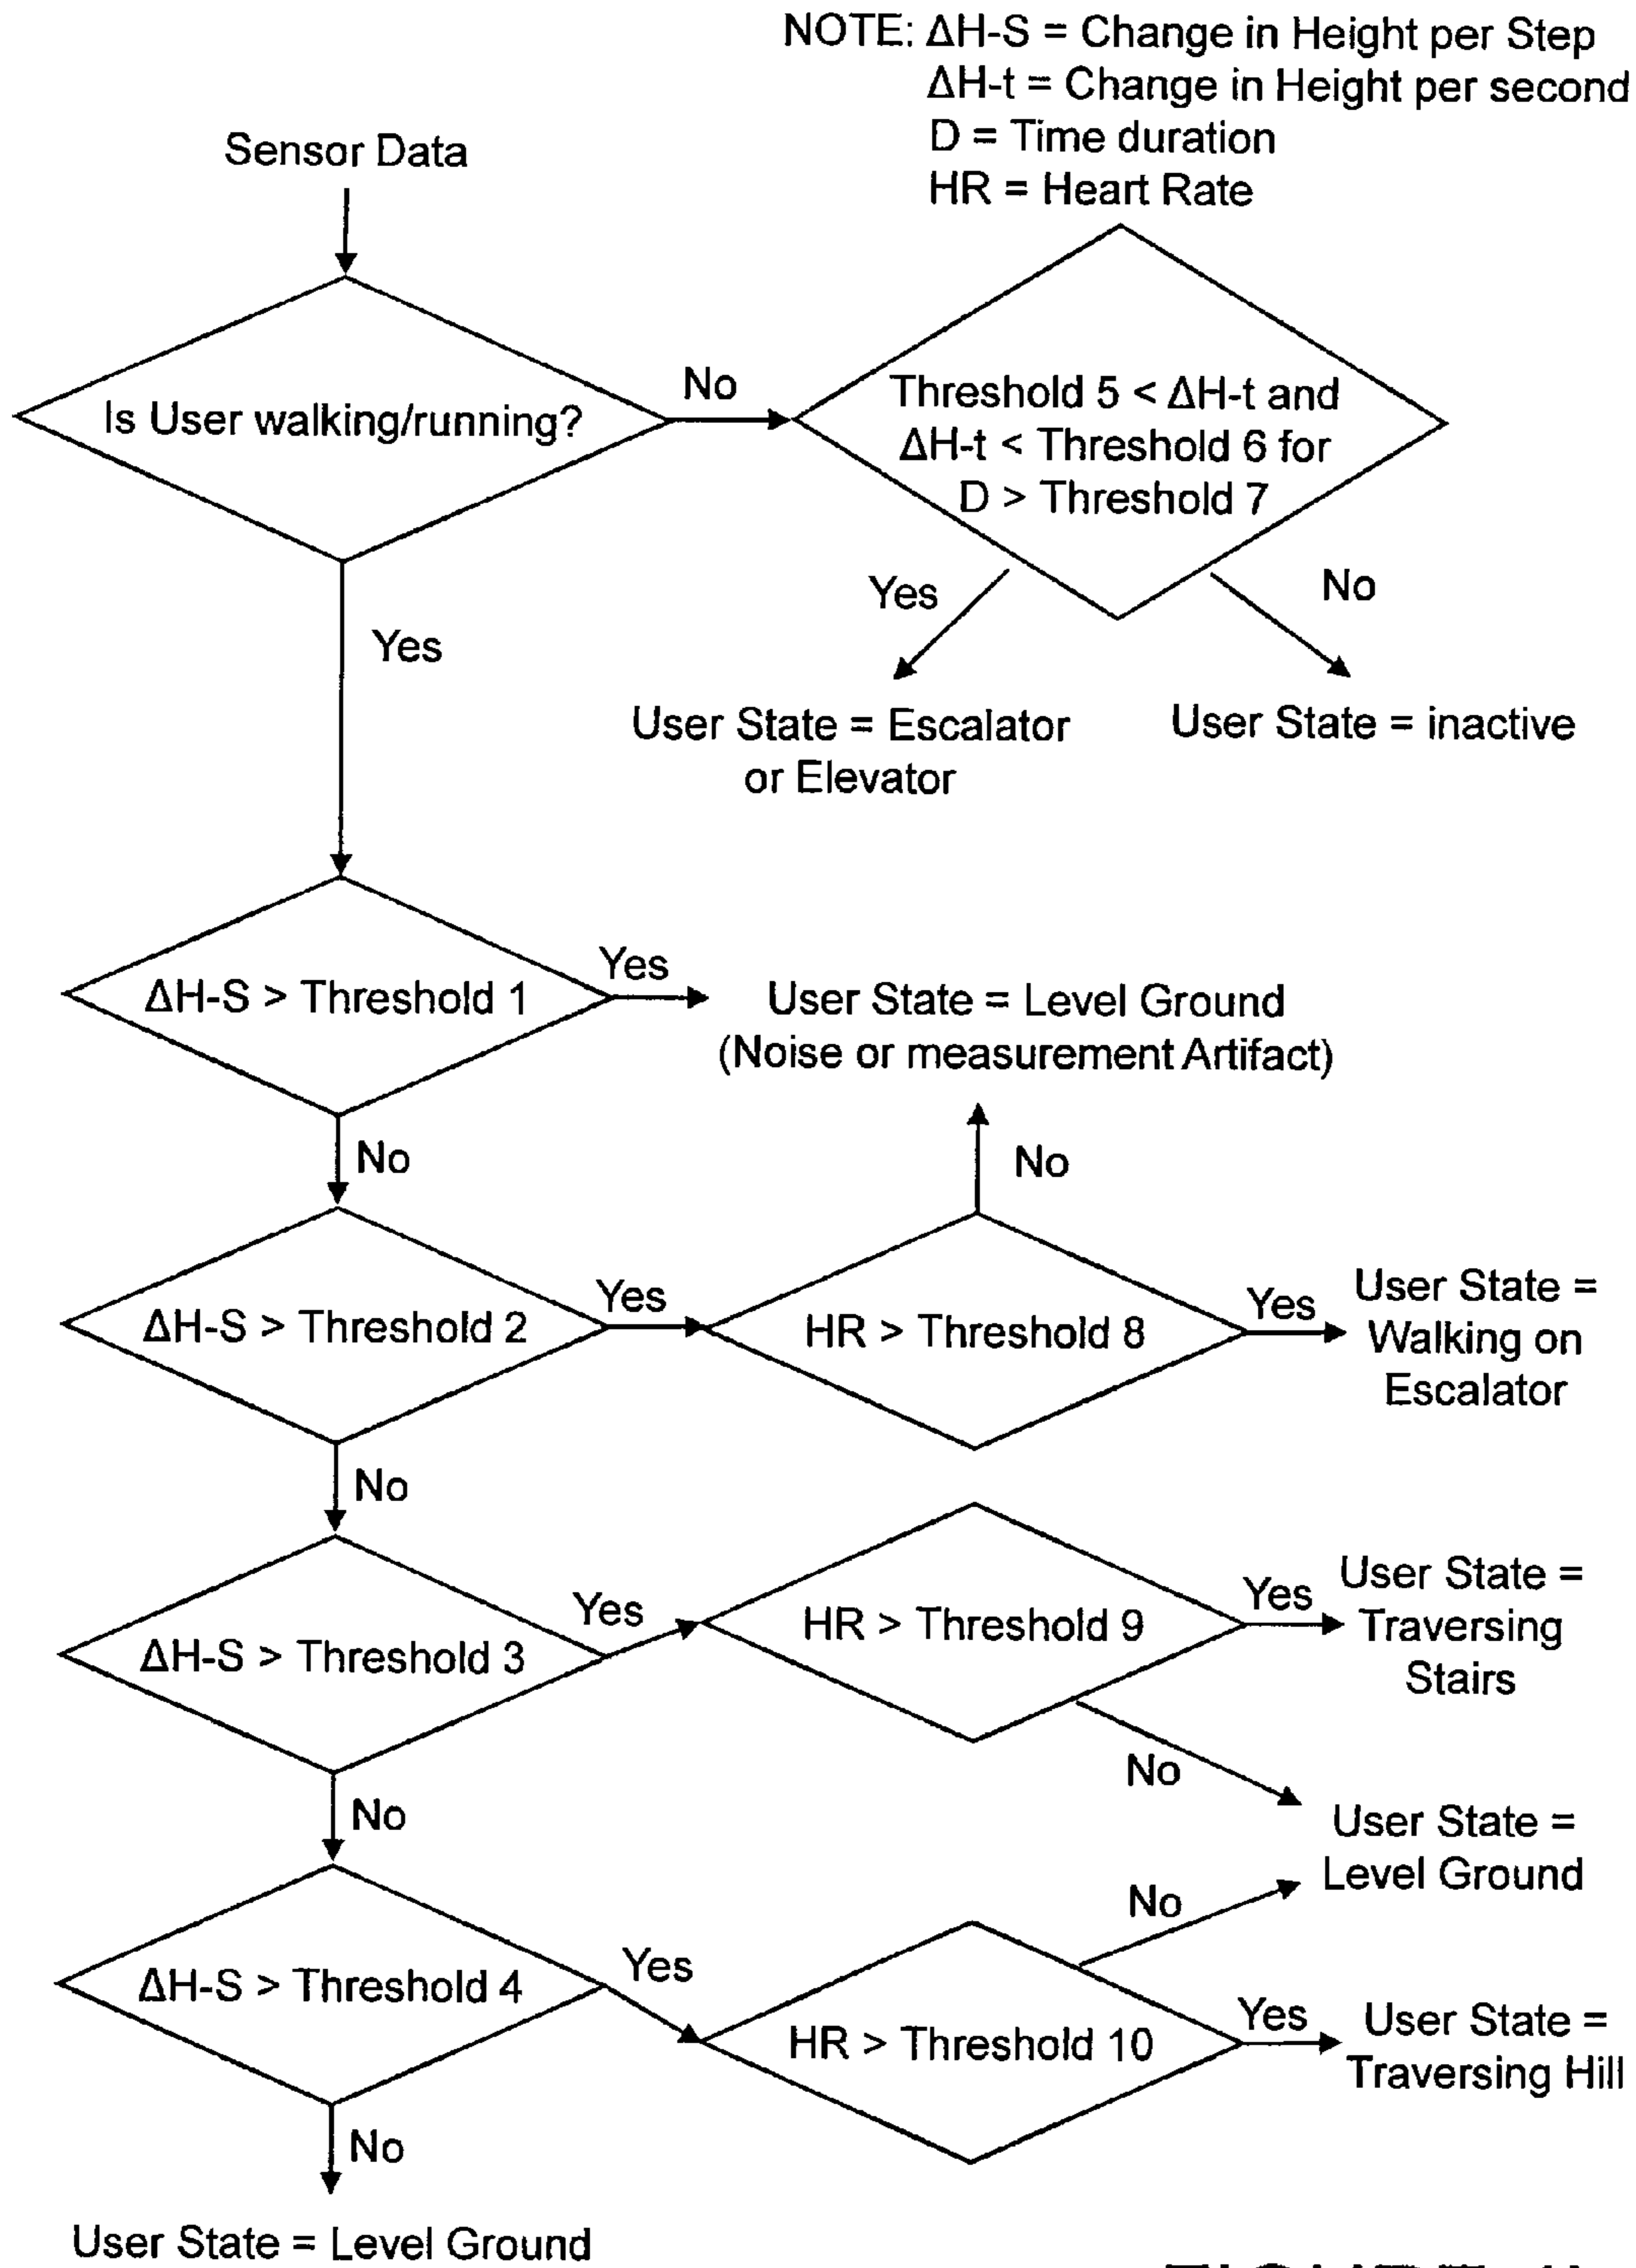 NOTE: ΔH-S = Change in Height per Step
ΔH-t = Change in Height per second
D = Time duration
HR = Heart Rate
Sensor Data
Is User walking/running?
No
Threshold 5 < ΔH-t and
ΔH-t < Threshold 6 for
D > Threshold 7
Yes
No
User State = Escalator
or Elevator
User State = inactive
Yes
ΔH-S > Threshold 1
Yes
User State = Level Ground
(Noise or measurement Artifact)
No
No
ΔH-S > Threshold 2
Yes
HR > Threshold 8
Yes
User State =
Walking on
Escalator
No
ΔH-S > Threshold 3
Yes
HR > Threshold 9
Yes
User State =
Traversing
Stairs
No
No
User State =
Level Ground
No
ΔH-S > Threshold 4
Yes
HR > Threshold 10
Yes
User State =
Traversing Hill
No
User State = Level Ground